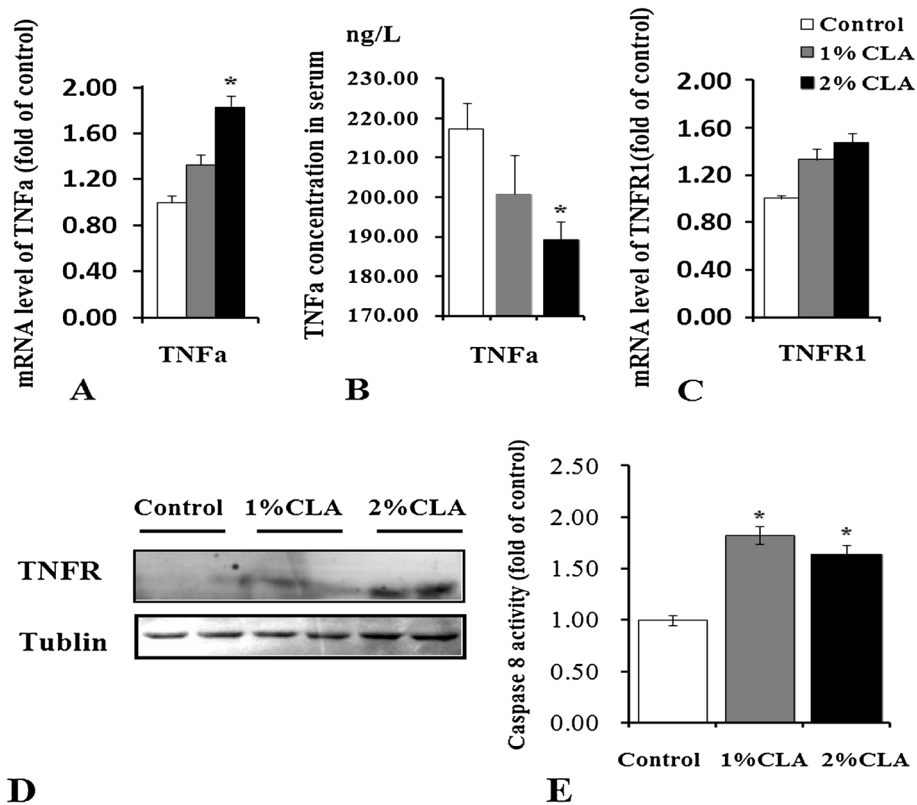 mRNA level of TNFa (fold of control)
2.00
1.60
1.20
0.80
0.40
0.00
*
TNFa
A
ng/L
TNFa concentration in serum
230.00
220.00
210.00
200.00
190.00
180.00
170.00
*
TNFa
B
Control
1% CLA
2% CLA
mRNA level of TNFR1(fold of control)
2.00
1.60
1.20
0.80
0.40
0.00
TNFR1
C
Control 1%CLA 2%CLA
TNFR
Tublin
D
Caspase 8 activity (fold of control)
2.50
2.00
1.50
1.00
0.50
0.00
* *
Control 1%CLA 2%CLA
E